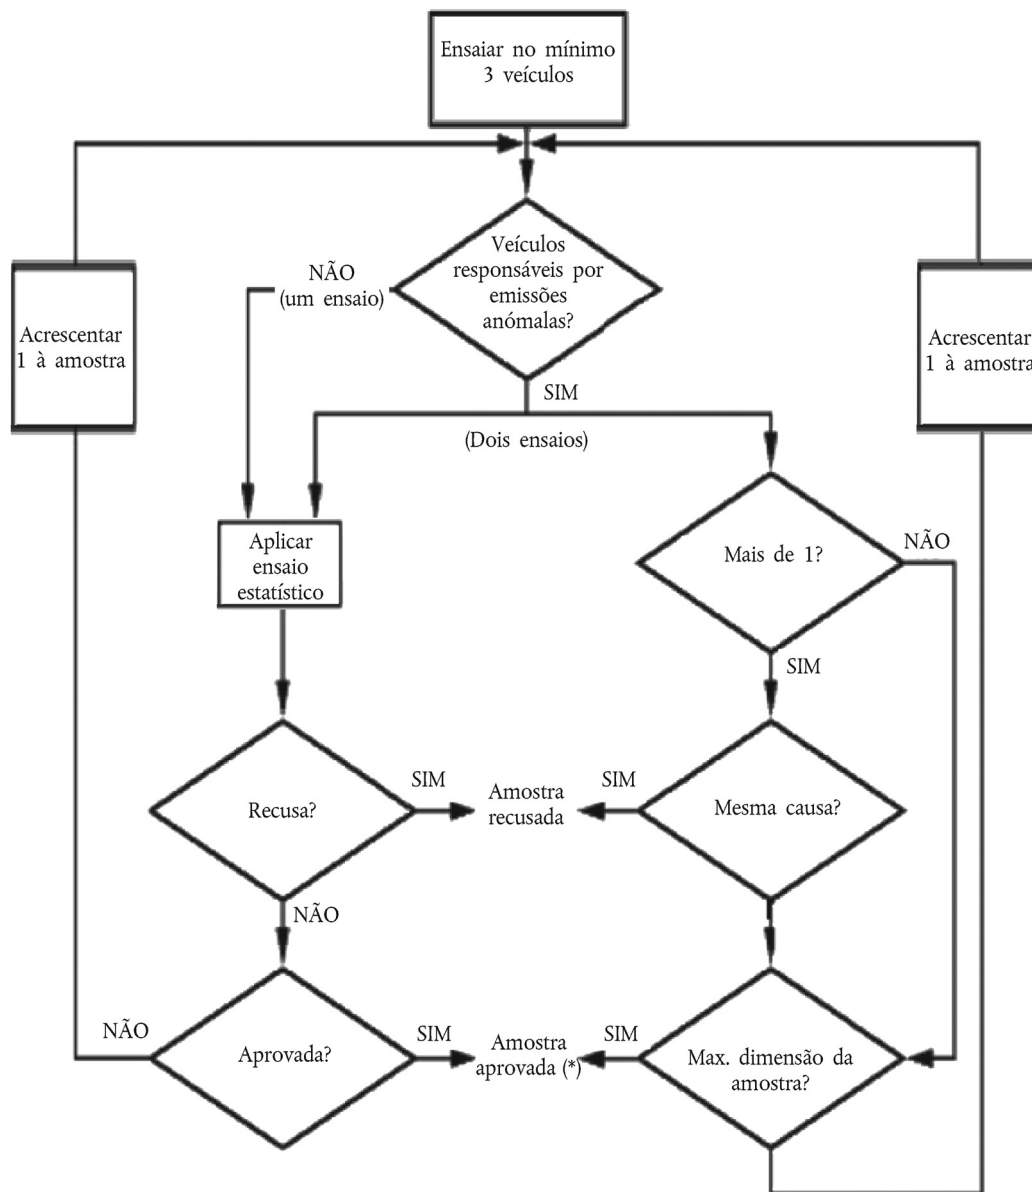 Ensaiar no mínimo
3 veículos
Veículos
responsáveis por
emissões
anómalas?
NÃO
(um ensaio)
Acrescentar
1 à amostra
Acrescentar
1 à amostra
SIM
(Dois ensaios)
Aplicar
ensaio
estatístico
Mais de 1?
NÃO
SIM
Recusa?
SIM
Amostra
recusada
SIM
Mesma causa?
NÃO
Aprovada?
NÃO
SIM
Amostra
aprovada (*)
SIM
Max. dimensão da
amostra?